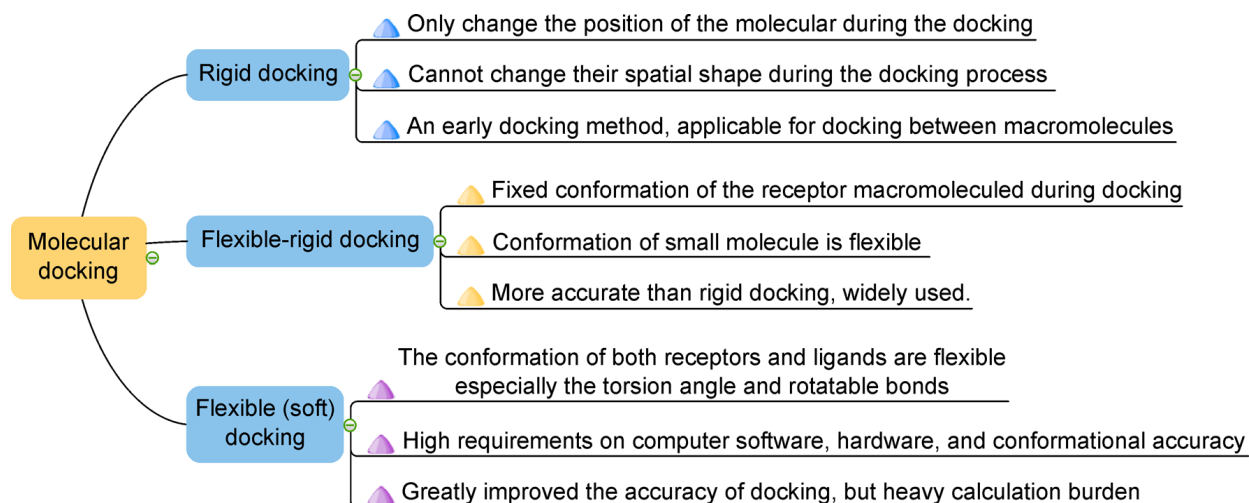 Only change the position of the molecular during the docking
Rigid docking
Cannot change their spatial shape during the docking process
An early docking method, applicable for docking between macromolecules
Fixed conformation of the receptor macromoleculed during docking
Molecular
docking
Flexible-rigid docking
Conformation of small molecule is flexible
More accurate than rigid docking, widely used.
The conformation of both receptors and ligands are flexible
especially the torsion angle and rotatable bonds
Flexible (soft)
docking
High requirements on computer software, hardware, and conformational accuracy
Greatly improved the accuracy of docking, but heavy calculation burden